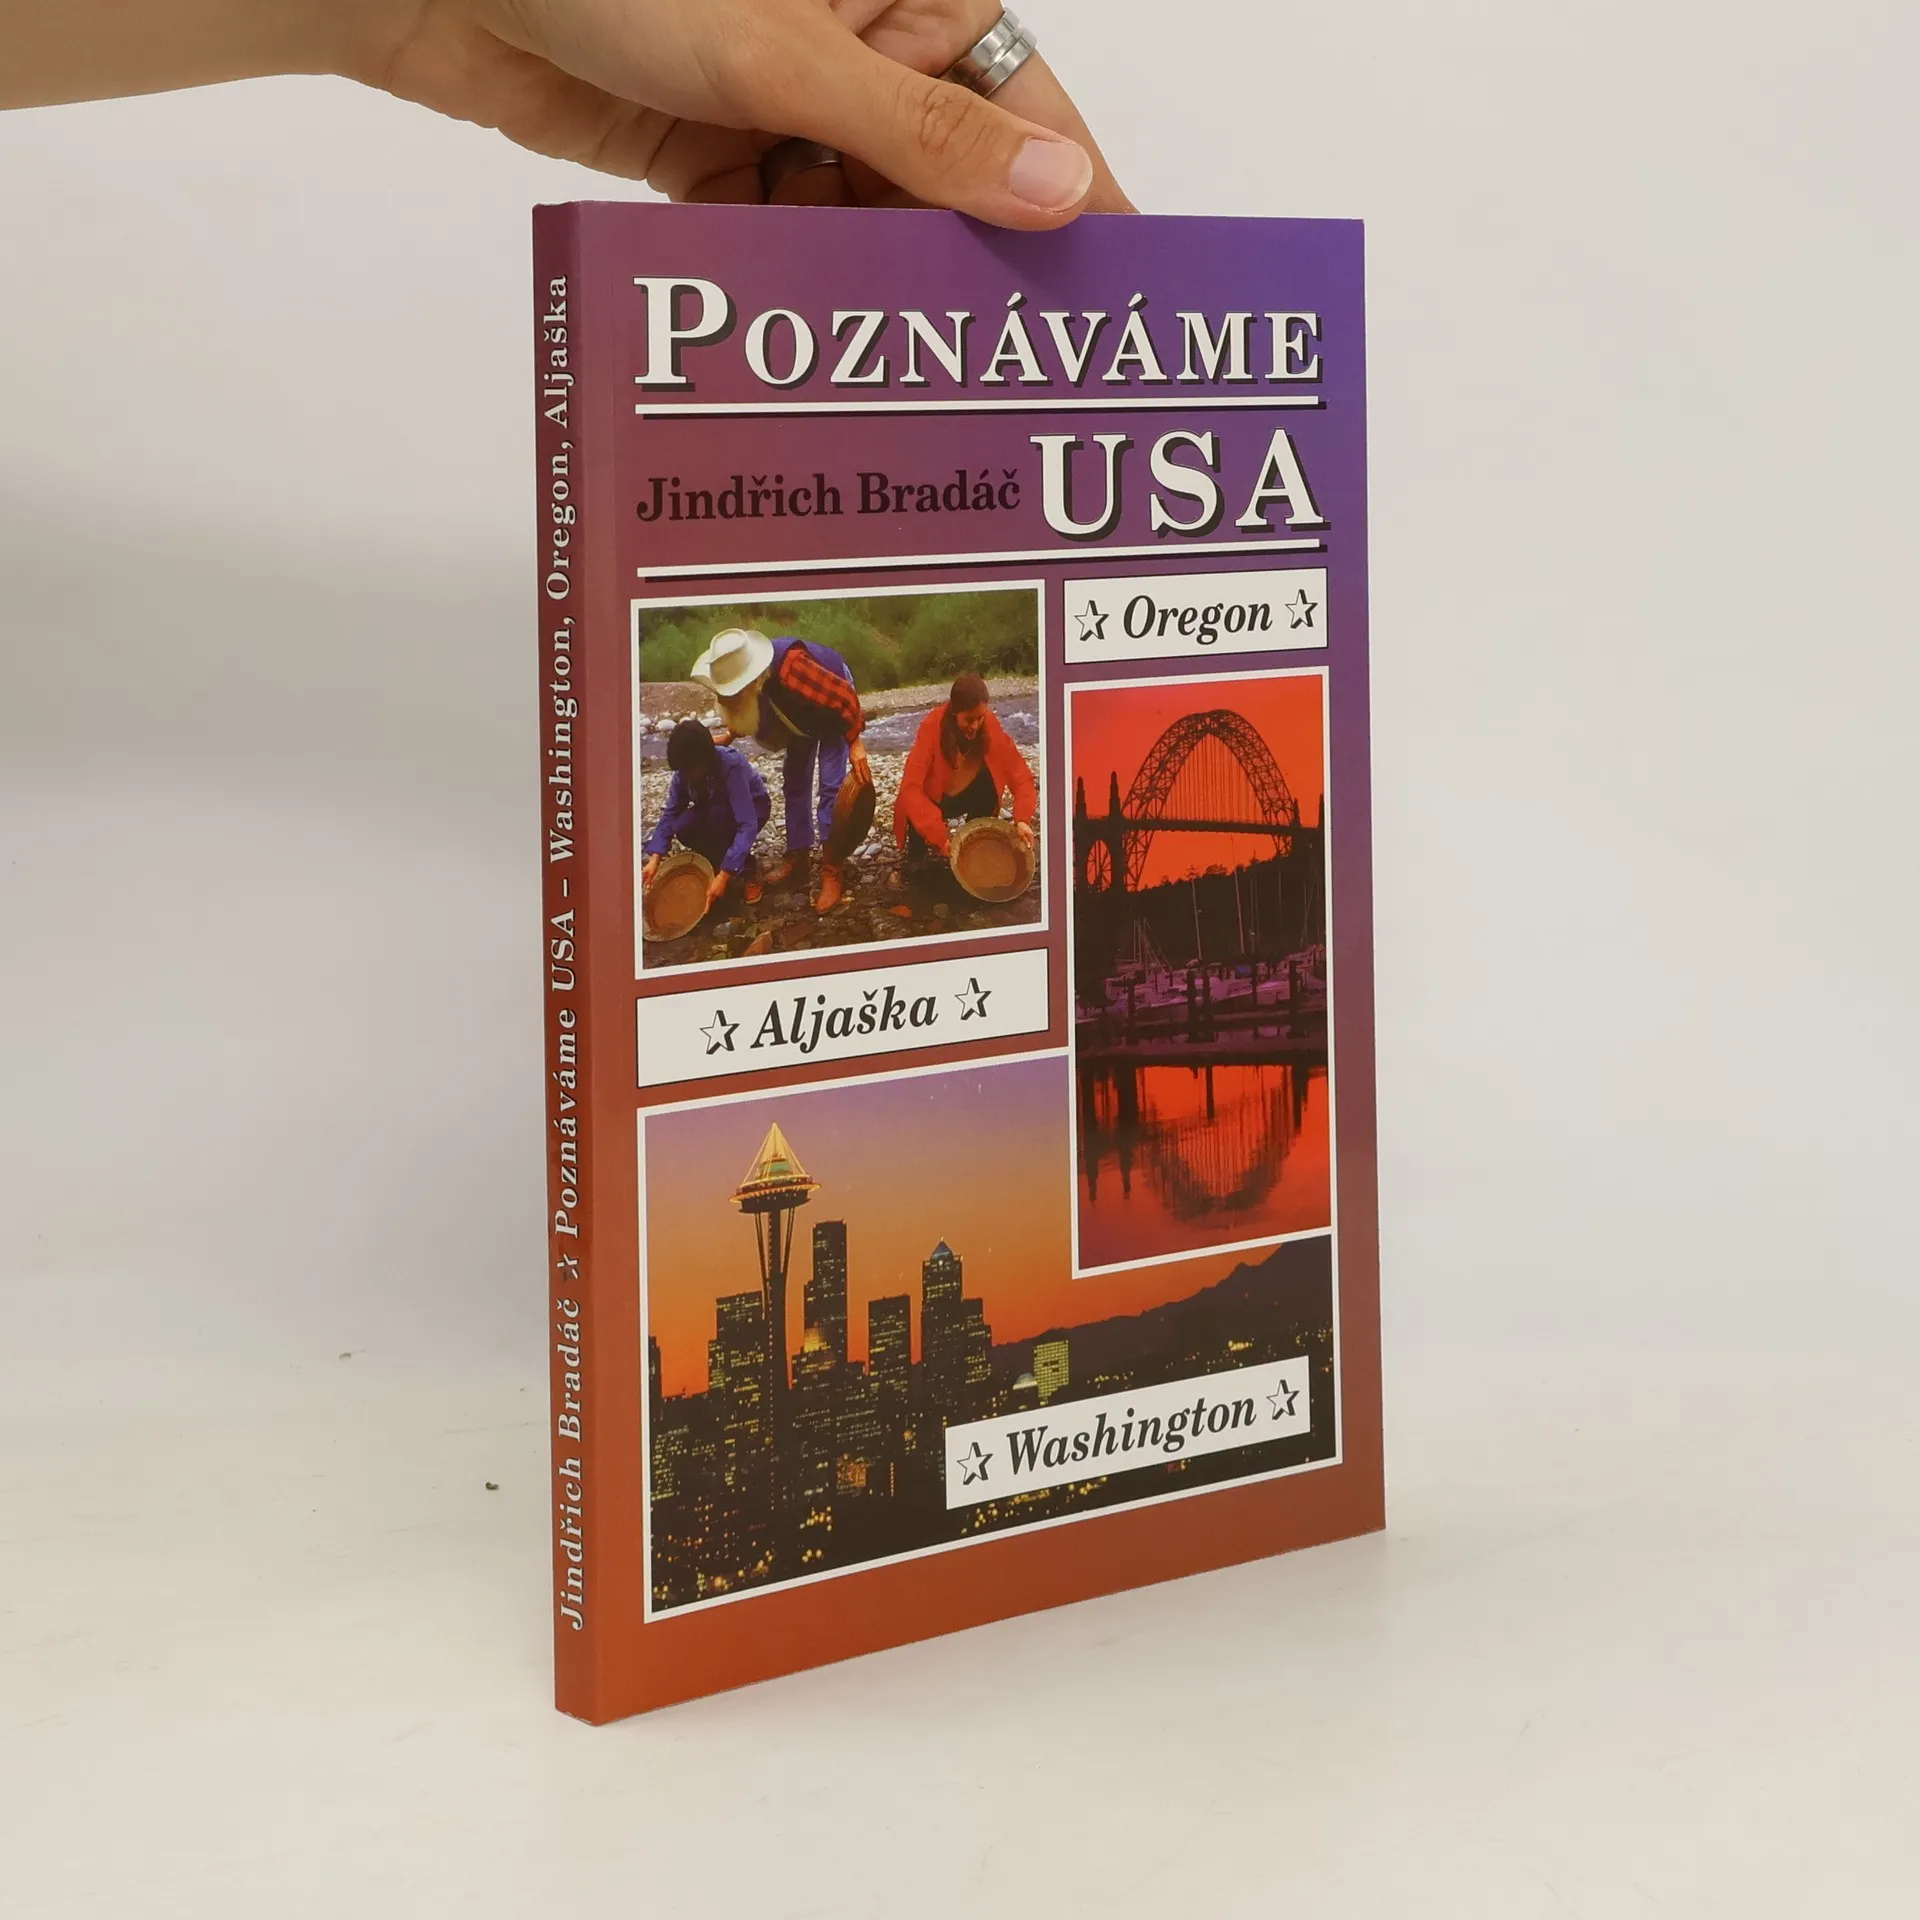 Jindřich Bradáč ☆ Poznáváme USA – Washington, Oregon, Aljaška
POZNÁVÁME
Jindřich Bradáč USA
☆ Oregon ☆
☆ Aljaška ☆
☆ Washington ☆